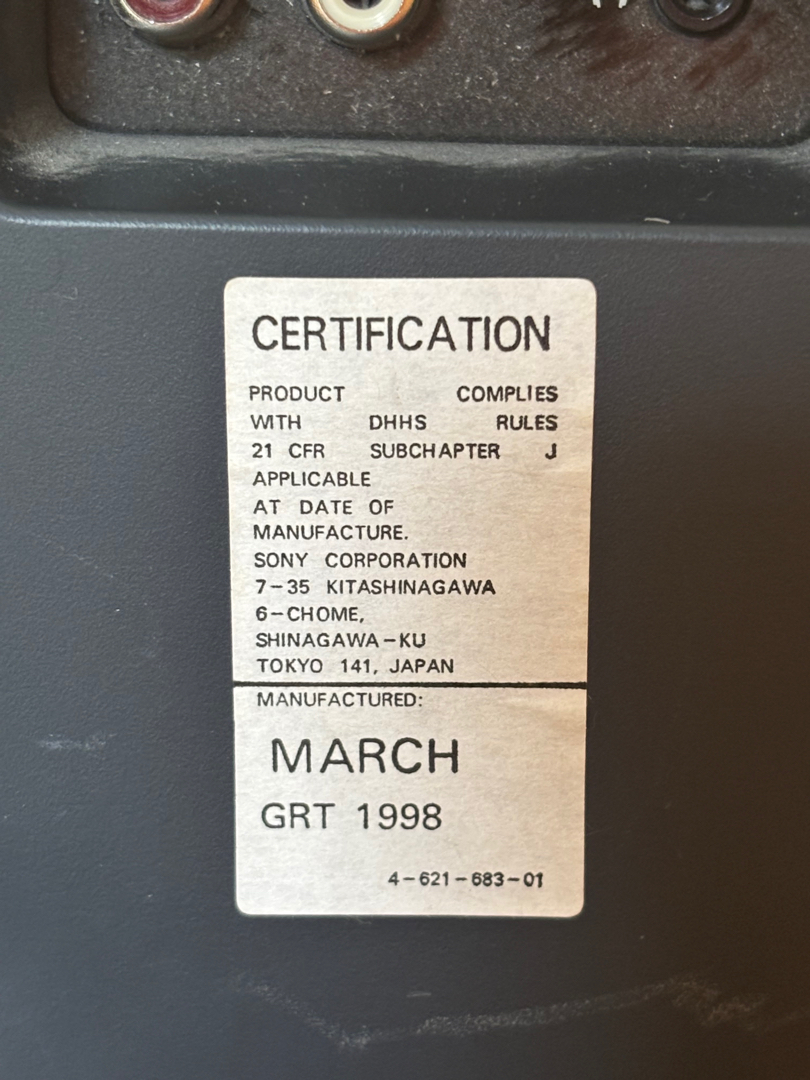 CERTIFICATION
PRODUCT COMPLIES
WITH DHHS RULES
21 CFR SUBCHAPTER J
APPLICABLE
AT DATE OF
MANUFACTURE.
SONY CORPORATION
7-35 KITASHINAGAWA
6-CHOME,
SHINAGAWA-KU
TOKYO 141, JAPAN
MANUFACTURED:
MARCH
GRT 1998
4-621-683-01